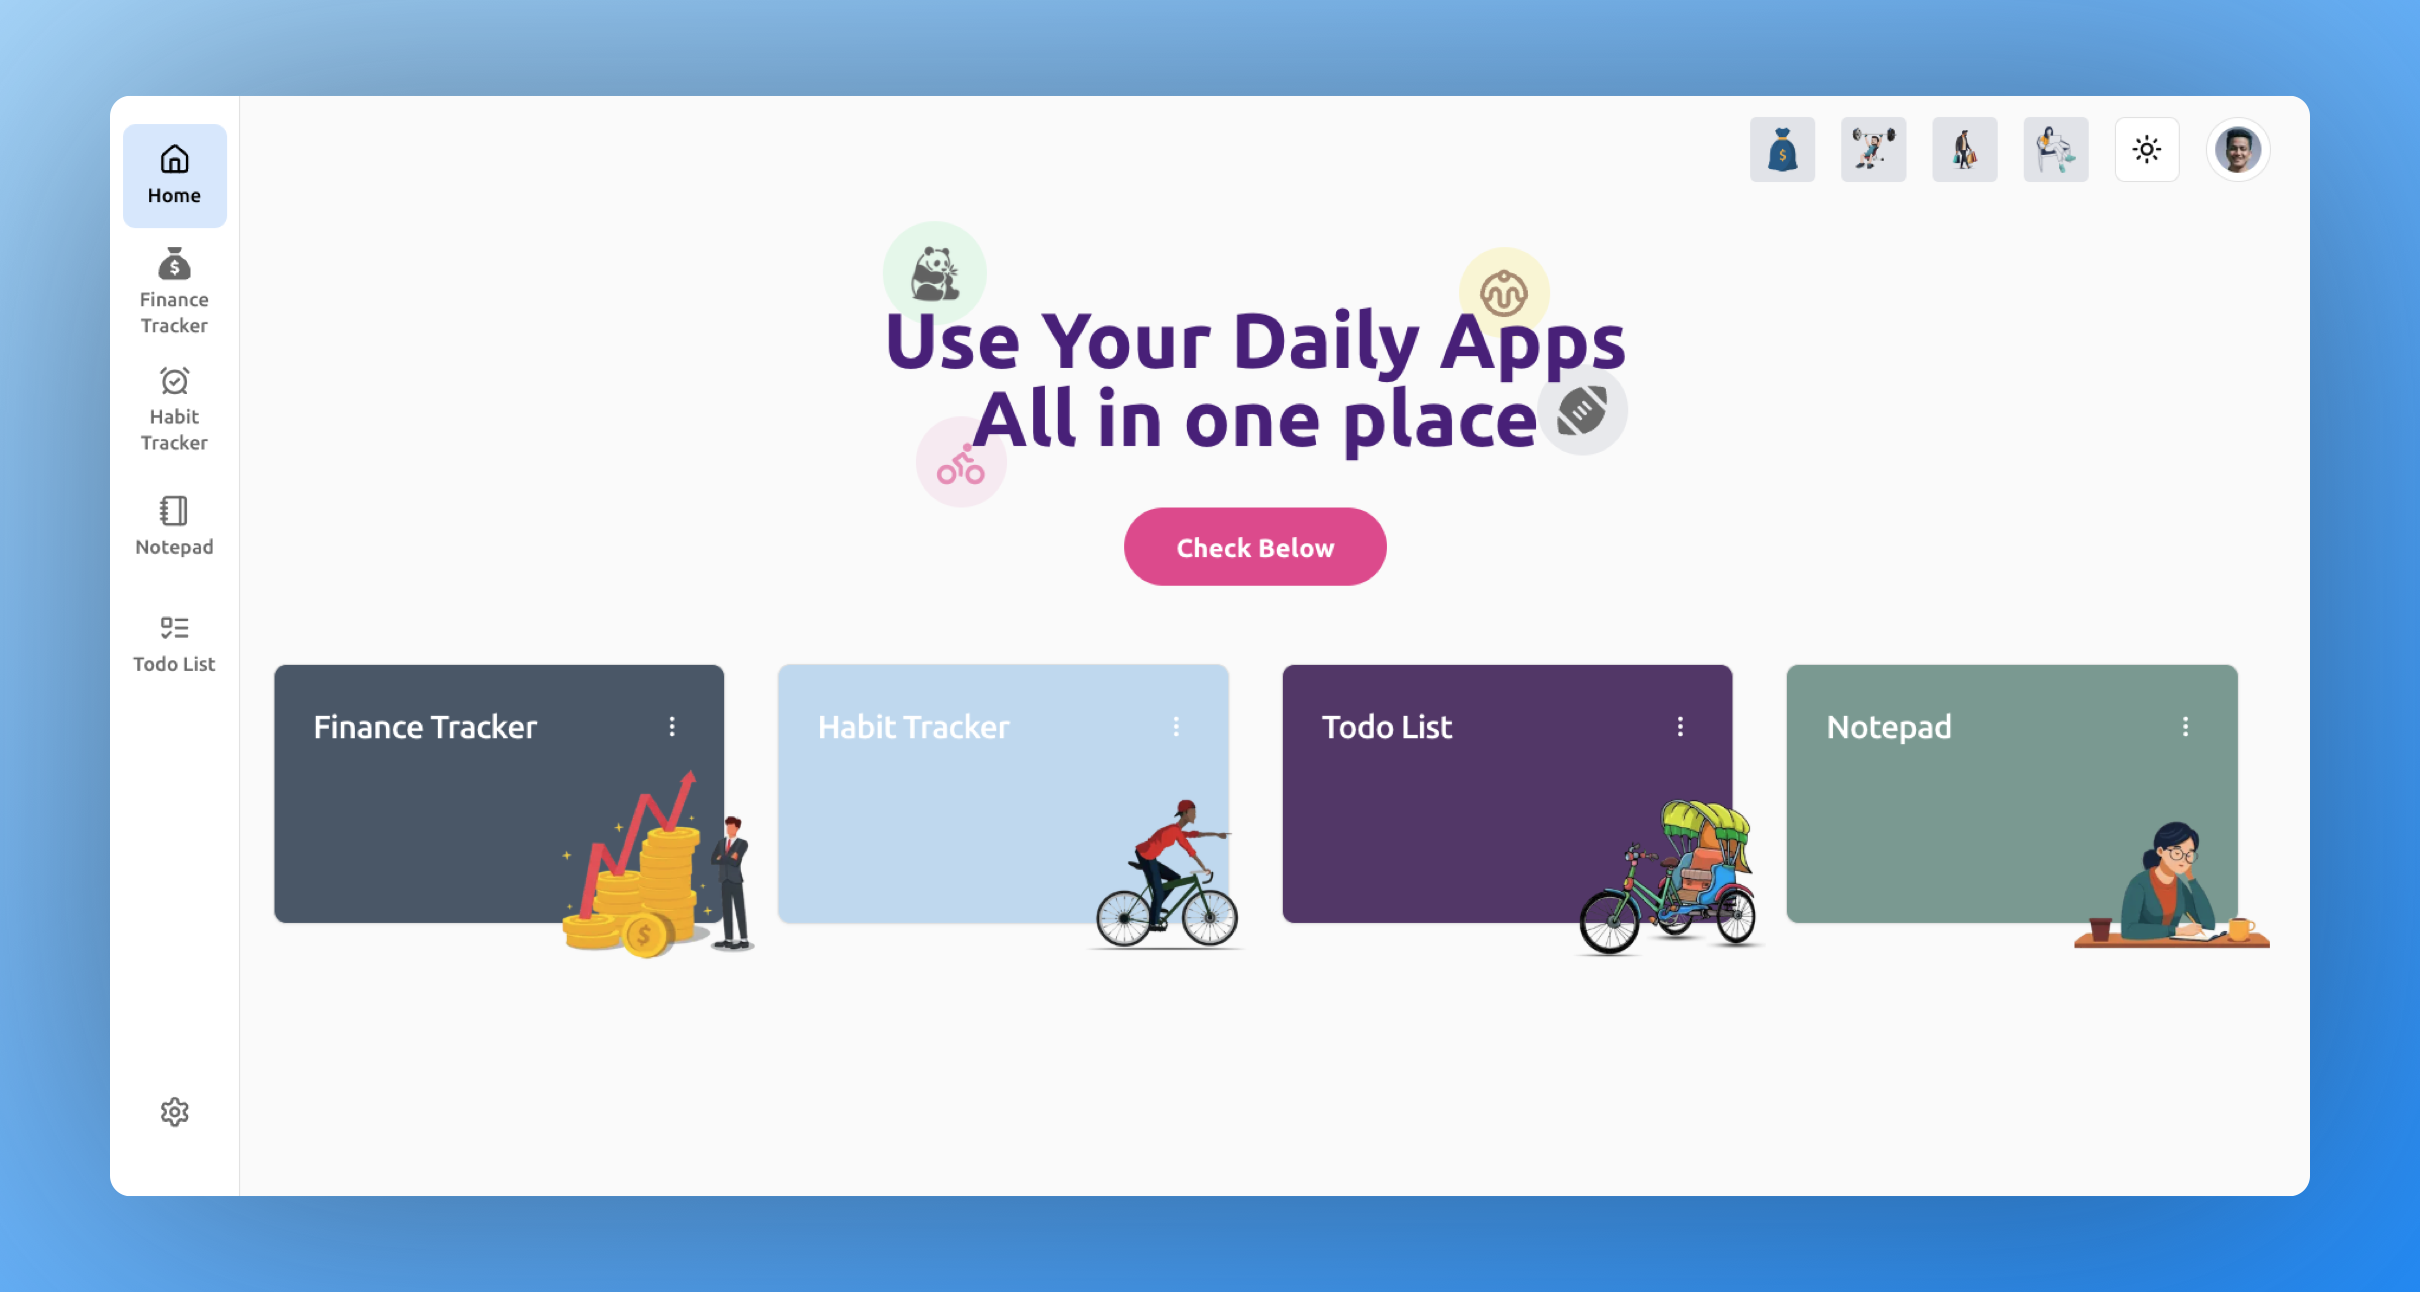 Home
Finance
Tracker
Habit
Tracker
Notepad
Todo List
$
Use Your Daily Apps
All in one place
Check Below
Finance Tracker
Habit Tracker
Todo List
Notepad
$